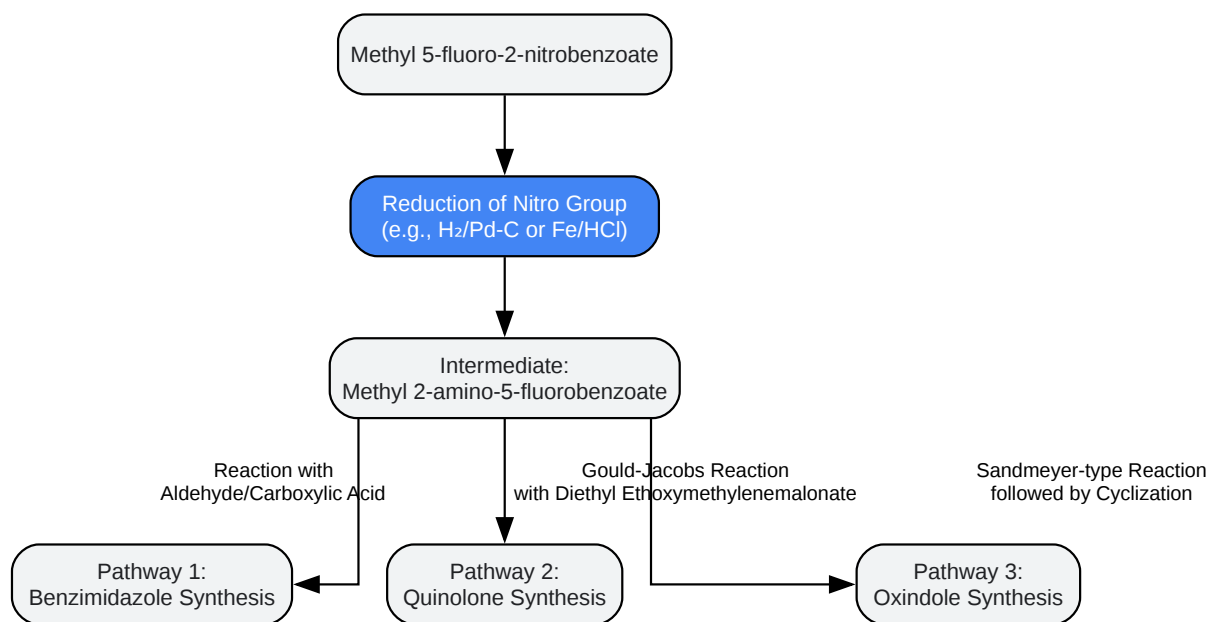 Methyl 5-fluoro-2-nitrobenzoate
Reduction of Nitro Group
(e.g., H₂/Pd-C or Fe/HCl)
Intermediate:
Methyl 2-amino-5-fluorobenzoate
Reaction with
Aldehyde/Carboxylic Acid
Gould-Jacobs Reaction
with Diethyl Ethoxymethylenemalonate
Sandmeyer-type Reaction
followed by Cyclization
Pathway 1:
Benzimidazole Synthesis
Pathway 2:
Quinolone Synthesis
Pathway 3:
Oxindole Synthesis